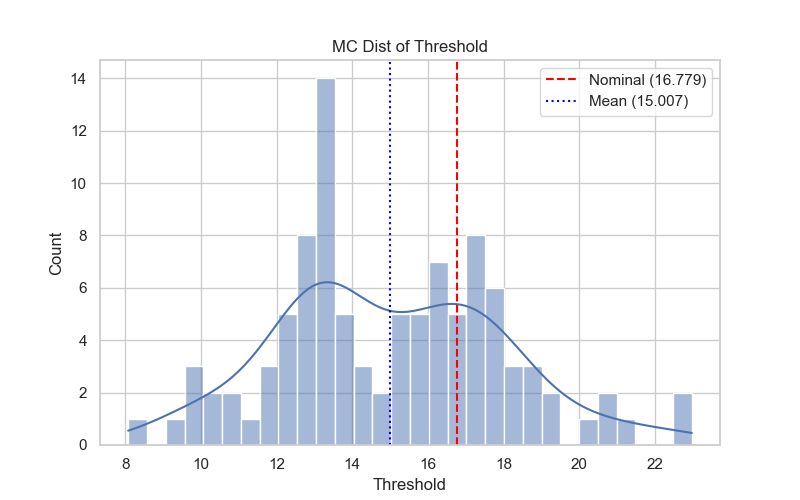 MC Dist of Threshold
Nominal (16.779)
Mean (15.007)
Count
14
12
10
8
6
4
2
0
8 10 12 14 16 18 20 22
Threshold